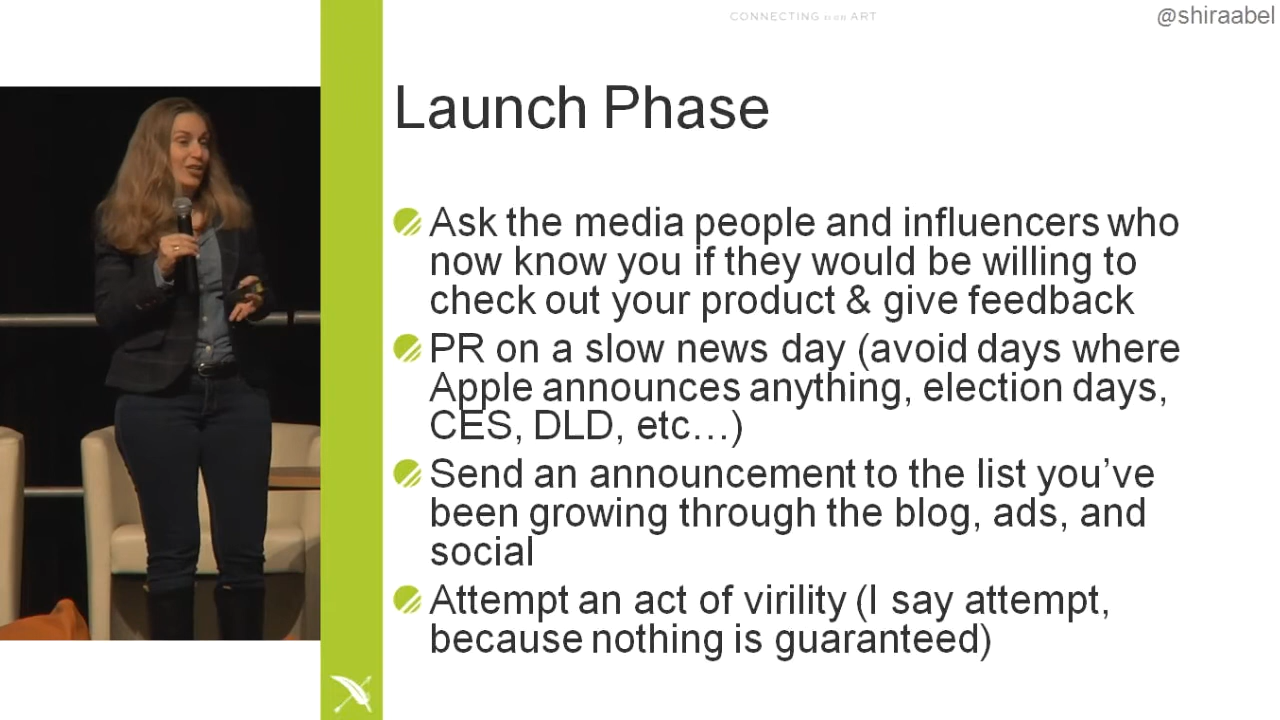 CONNECTING is an ART
@shiraabel
Launch Phase
Ask the media people and influencers who
now know you if they would be willing to
check out your product & give feedback
PR on a slow news day (avoid days where
Apple announces anything, election days,
CES, DLD, etc…)
Send an announcement to the list you’ve
been growing through the blog, ads, and
social
Attempt an act of virility (I say attempt,
because nothing is guaranteed)